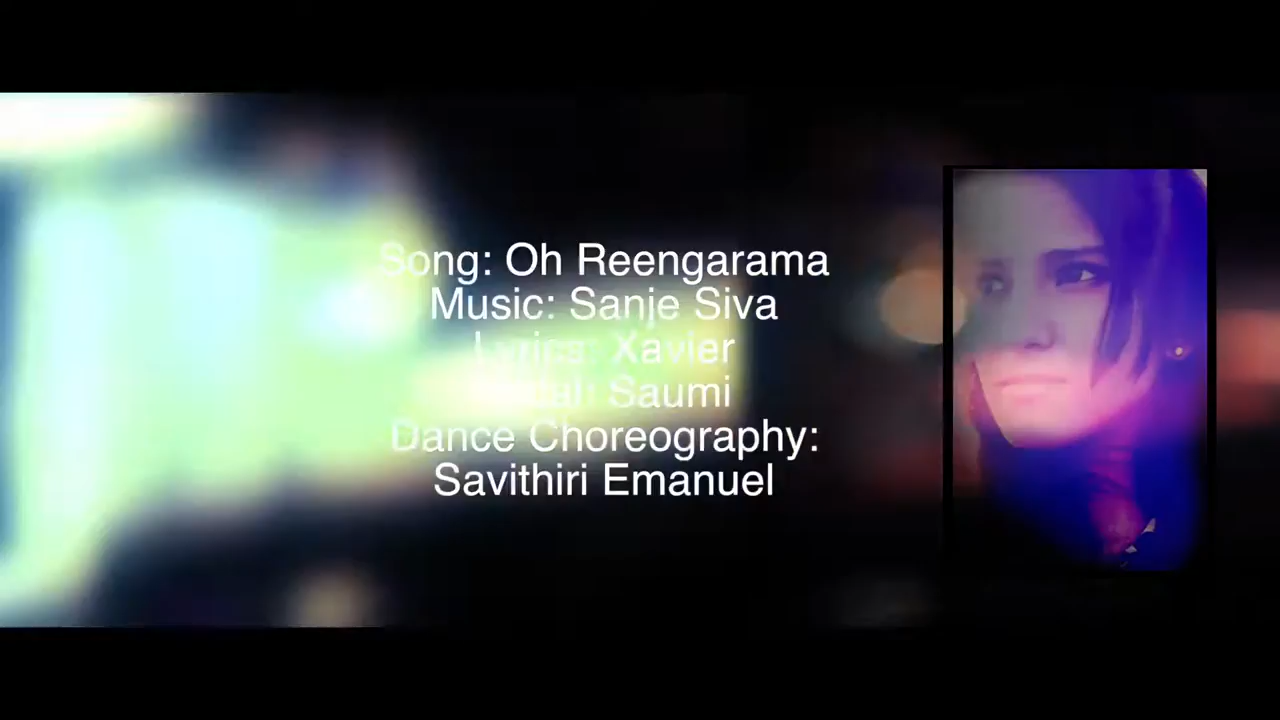 Song: Oh Reengarama
Music: Sanje Siva
Lyrics: Xavier
Saumi
Dance Choreography:
Savithiri Emanuel